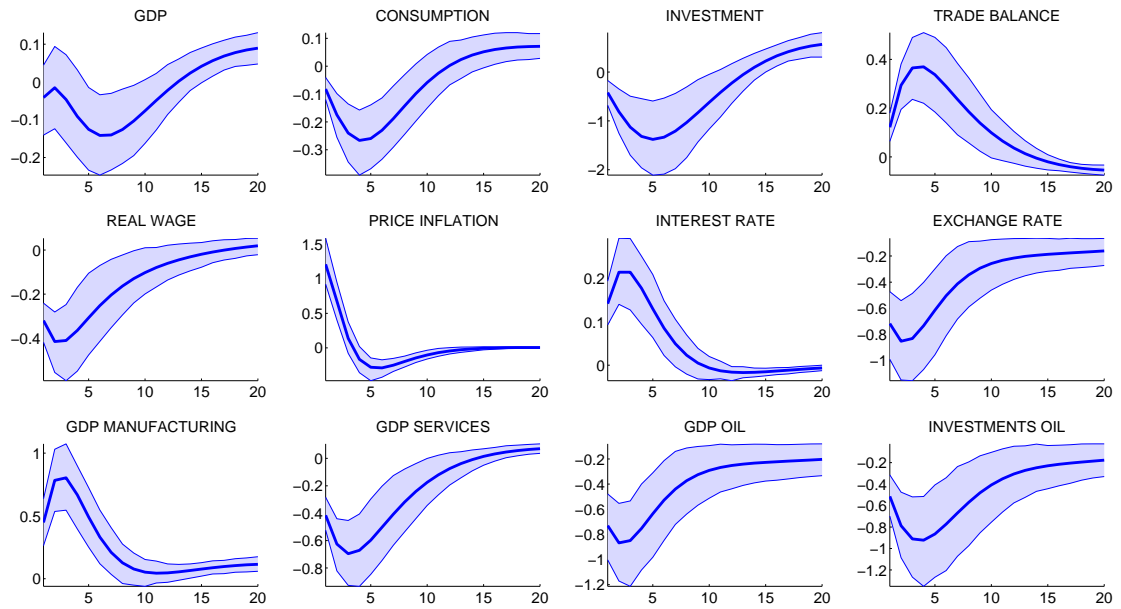 GDP CONSUMPTION INVESTMENT TRADE BALANCE
0.1 0.1 0 0.4
0 0 −1 0.2
−0.1 −0.1 −2 0
−0.2 −0.2
−0.3
5 10 15 20 5 10 15 20 5 10 15 20 5 10 15 20
REAL WAGE PRICE INFLATION INTEREST RATE EXCHANGE RATE
0 1.5 0.2 −0.2
−0.2 1 0.1 −0.4
−0.4 0.5 0 −0.6
0 −0.8
−1
5 10 15 20 5 10 15 20 5 10 15 20 5 10 15 20
GDP MANUFACTURING GDP SERVICES GDP OIL INVESTMENTS OIL
1 0 −0.2 −0.2
0.5 −0.2 −0.4 −0.4
0 −0.4 −0.6 −0.6
−0.6 −0.8 −0.8
−0.8 −1 −1
−1.2 −1.2
5 10 15 20 5 10 15 20 5 10 15 20 5 10 15 20